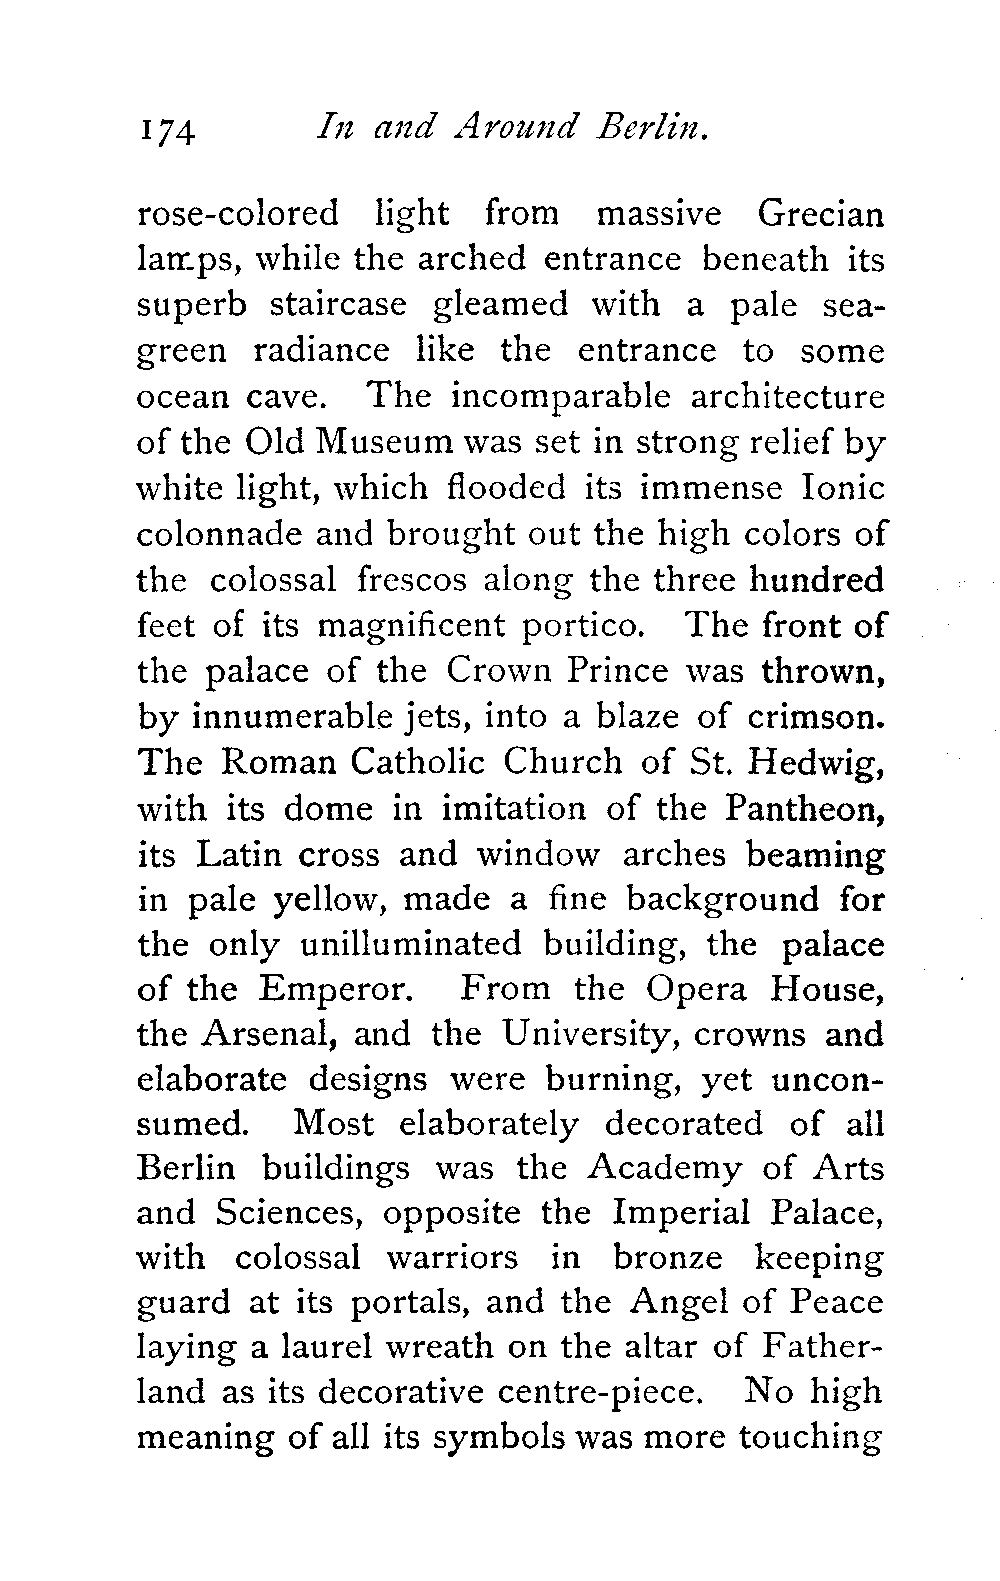 174 In and Around Berlin.
rose-colored light from massive Grecian
lamps, while the arched entrance beneath its
superb staircase gleamed with a pale sea-
green radiance like the entrance to some
ocean cave. The incomparable architecture
of the Old Museum was set in strong relief by
white light, which flooded its immense Ionic
colonnade and brought out the high colors of
the colossal frescos along the three hundred
feet of its magnificent portico. The front of
the palace of the Crown Prince was thrown,
by innumerable jets, into a blaze of crimson.
The Roman Catholic Church of St. Hedwig,
with its dome in imitation of the Pantheon,
its Latin cross and window arches beaming
in pale yellow, made a fine background for
the only unilluminated building, the palace
of the Emperor. From the Opera House,
the Arsenal, and the University, crowns and
elaborate designs were burning, yet uncon-
sumed. Most elaborately decorated of all
Berlin buildings was the Academy of Arts
and Sciences, opposite the Imperial Palace,
with colossal warriors in bronze keeping
guard at its portals, and the Angel of Peace
laying a laurel wreath on the altar of Father-
land as its decorative centre-piece. No high
meaning of all its symbols was more touching